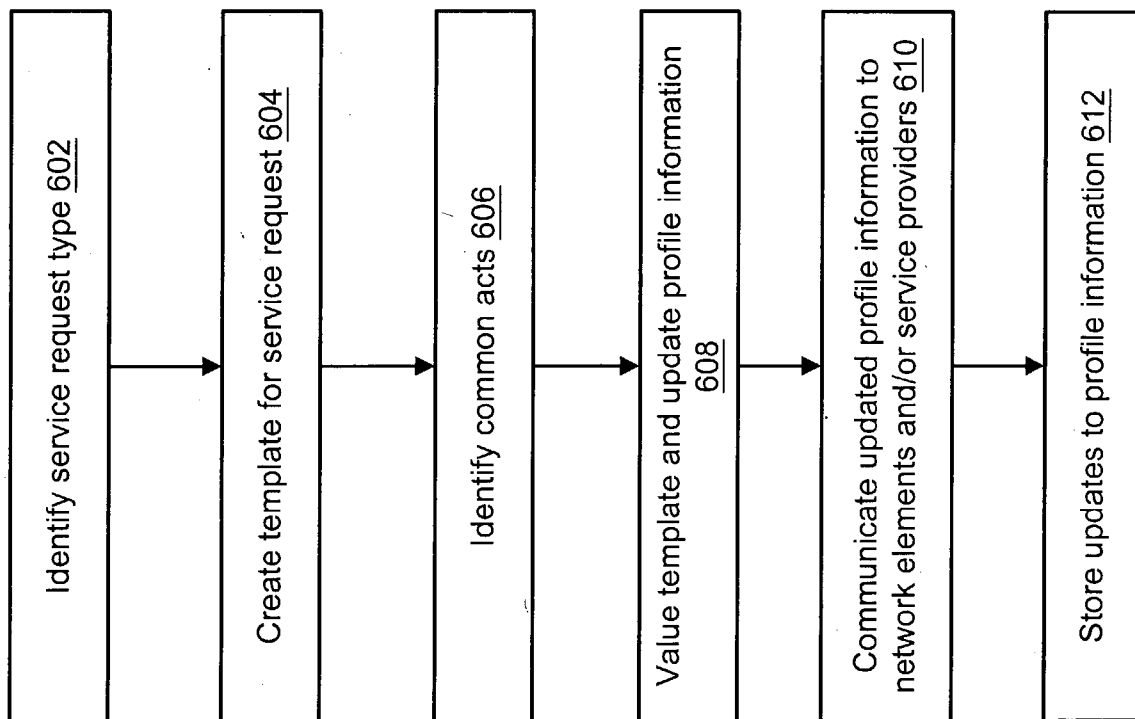 Identify service request type 602
Create template for service request 604
Identify common acts 606
Value template and update profile information
608
Communicate updated profile information to
network elements and/or service providers 610
Store updates to profile information 612